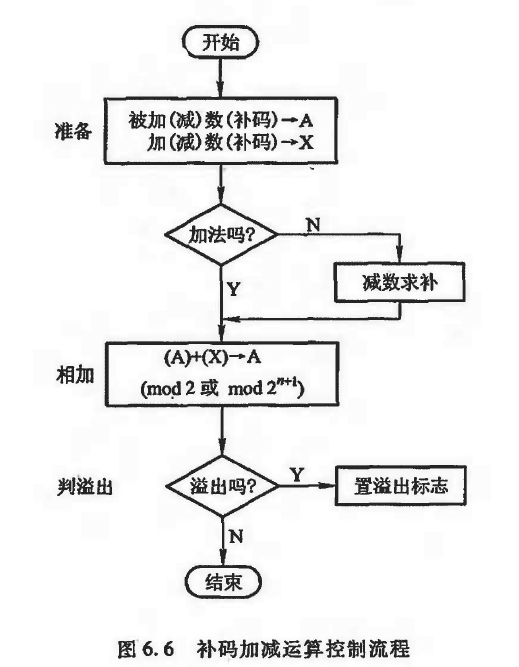 开始
准备
被加(减)数(补码)→A
加(减)数(补码)→X
加法吗?
N
减数求补
Y
相加
(A)+(X)→A
(mod 2 或 mod 2ⁿ⁺¹)
判溢出
溢出吗?
Y
置溢出标志
N
结束
图 6.6 补码加减运算控制流程